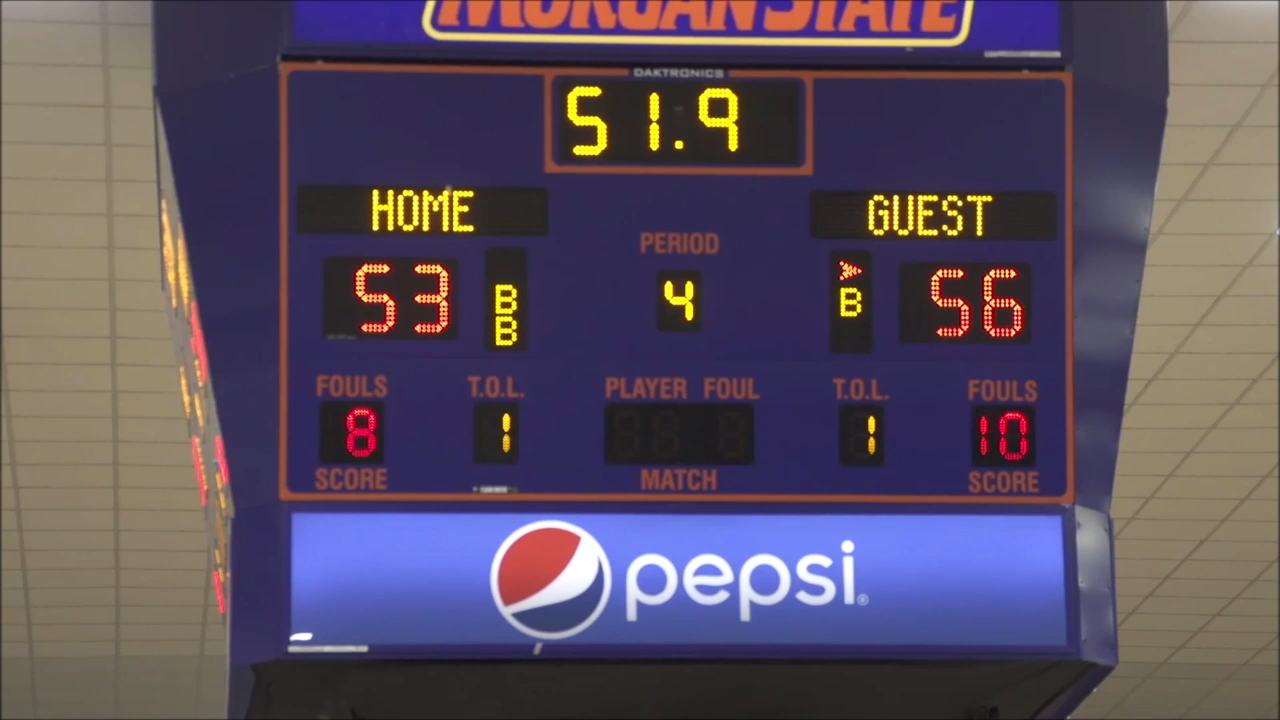 MORGAN STATE
DAKTRONICS
51.9
HOME
GUEST
PERIOD
53
B
B
4
B
56
FOULS
T.O.L.
PLAYER FOUL
T.O.L.
FOULS
8
1
1
10
SCORE
MATCH
SCORE
pepsi